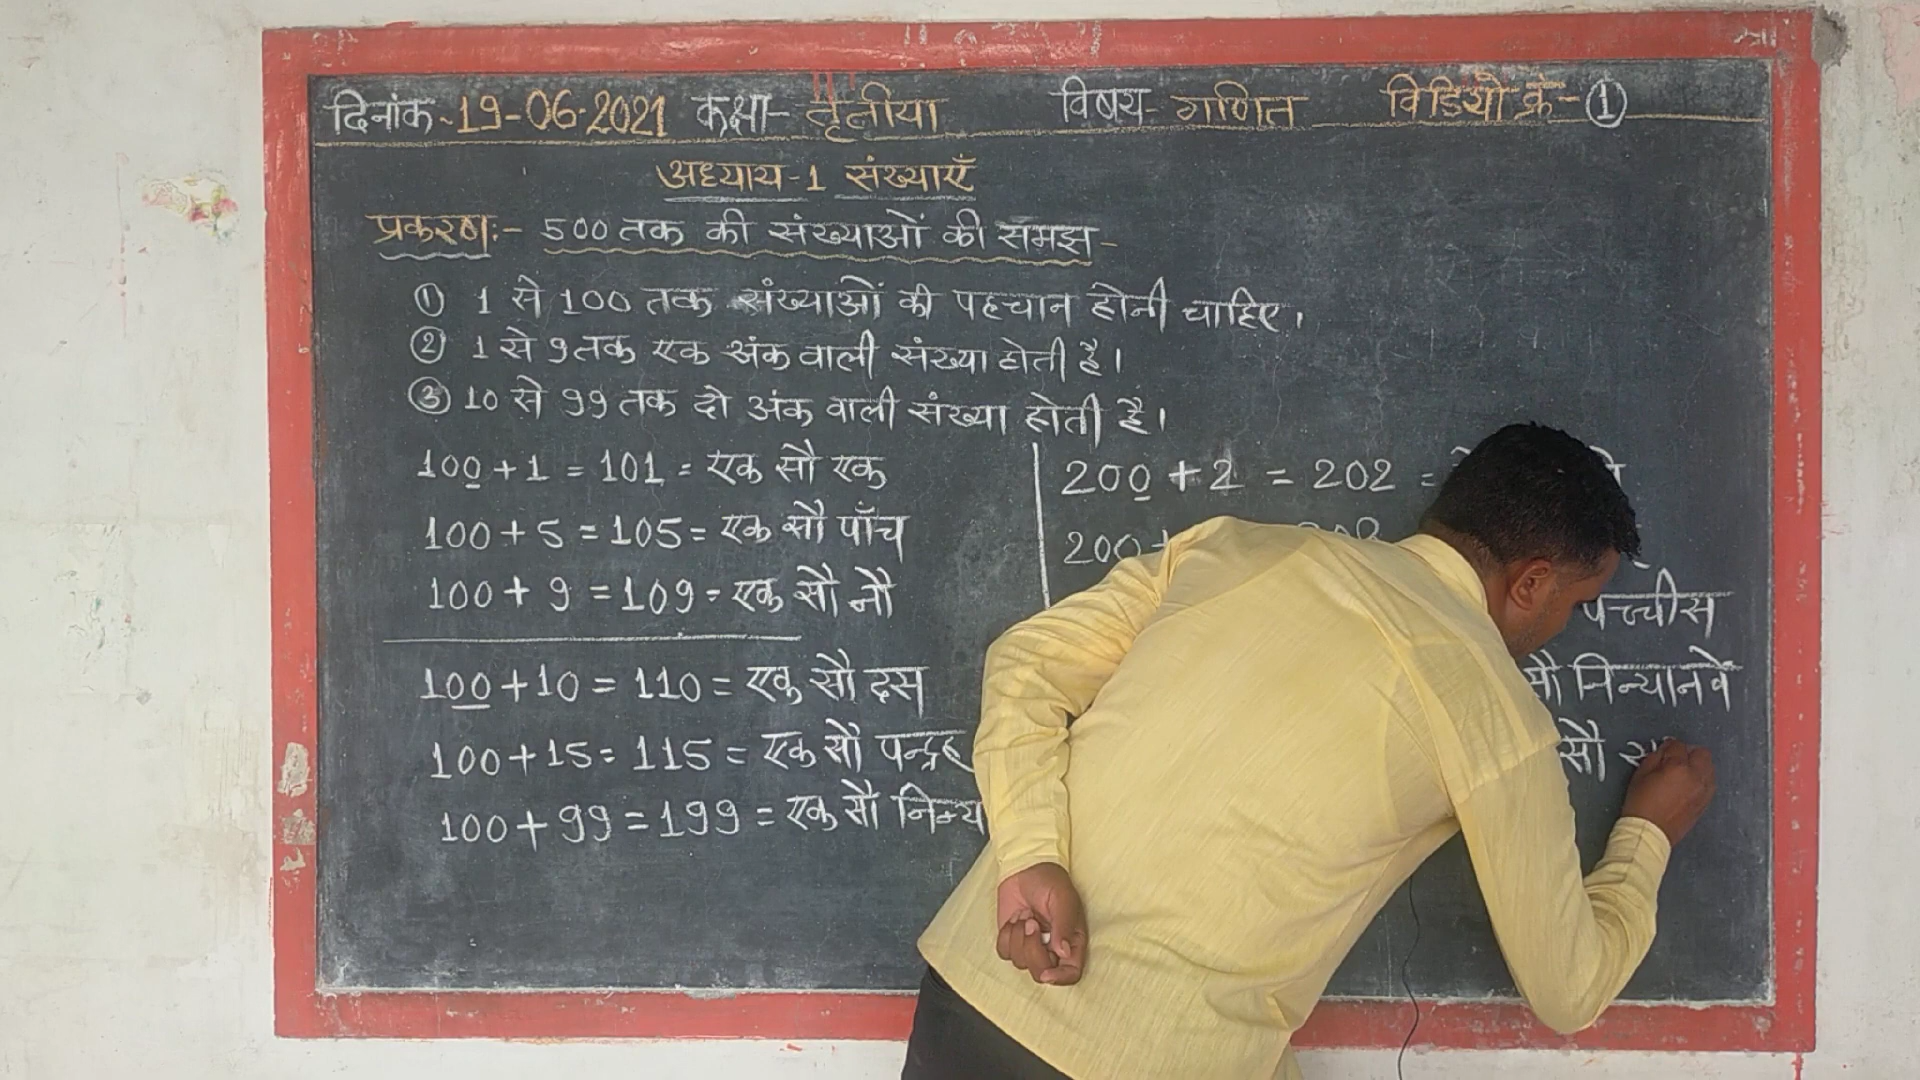 दिनांक-19-06-2021 कक्षा- तृतीया विषय- गणित विडियो क्रं-①
अध्याय-1 संख्याएँ
प्रकरण:- 500 तक की संख्याओं की समझ-
① 1 से 100 तक संख्याओं की पहचान होनी चाहिए।
② 1 से 9 तक एक अंक वाली संख्या होती है।
③ 10 से 99 तक दो अंक वाली संख्या होती है।
100 + 1 = 101 = एक सौ एक
100 + 5 = 105 = एक सौ पाँच
100 + 9 = 109 = एक सौ नौ
100 + 10 = 110 = एक सौ दस
100 + 15 = 115 = एक सौ पन्द्रह
100 + 99 = 199 = एक सौ
200 + 2 = 202 =
200 +
पच्चीस
सौ निन्यानवे
सौ